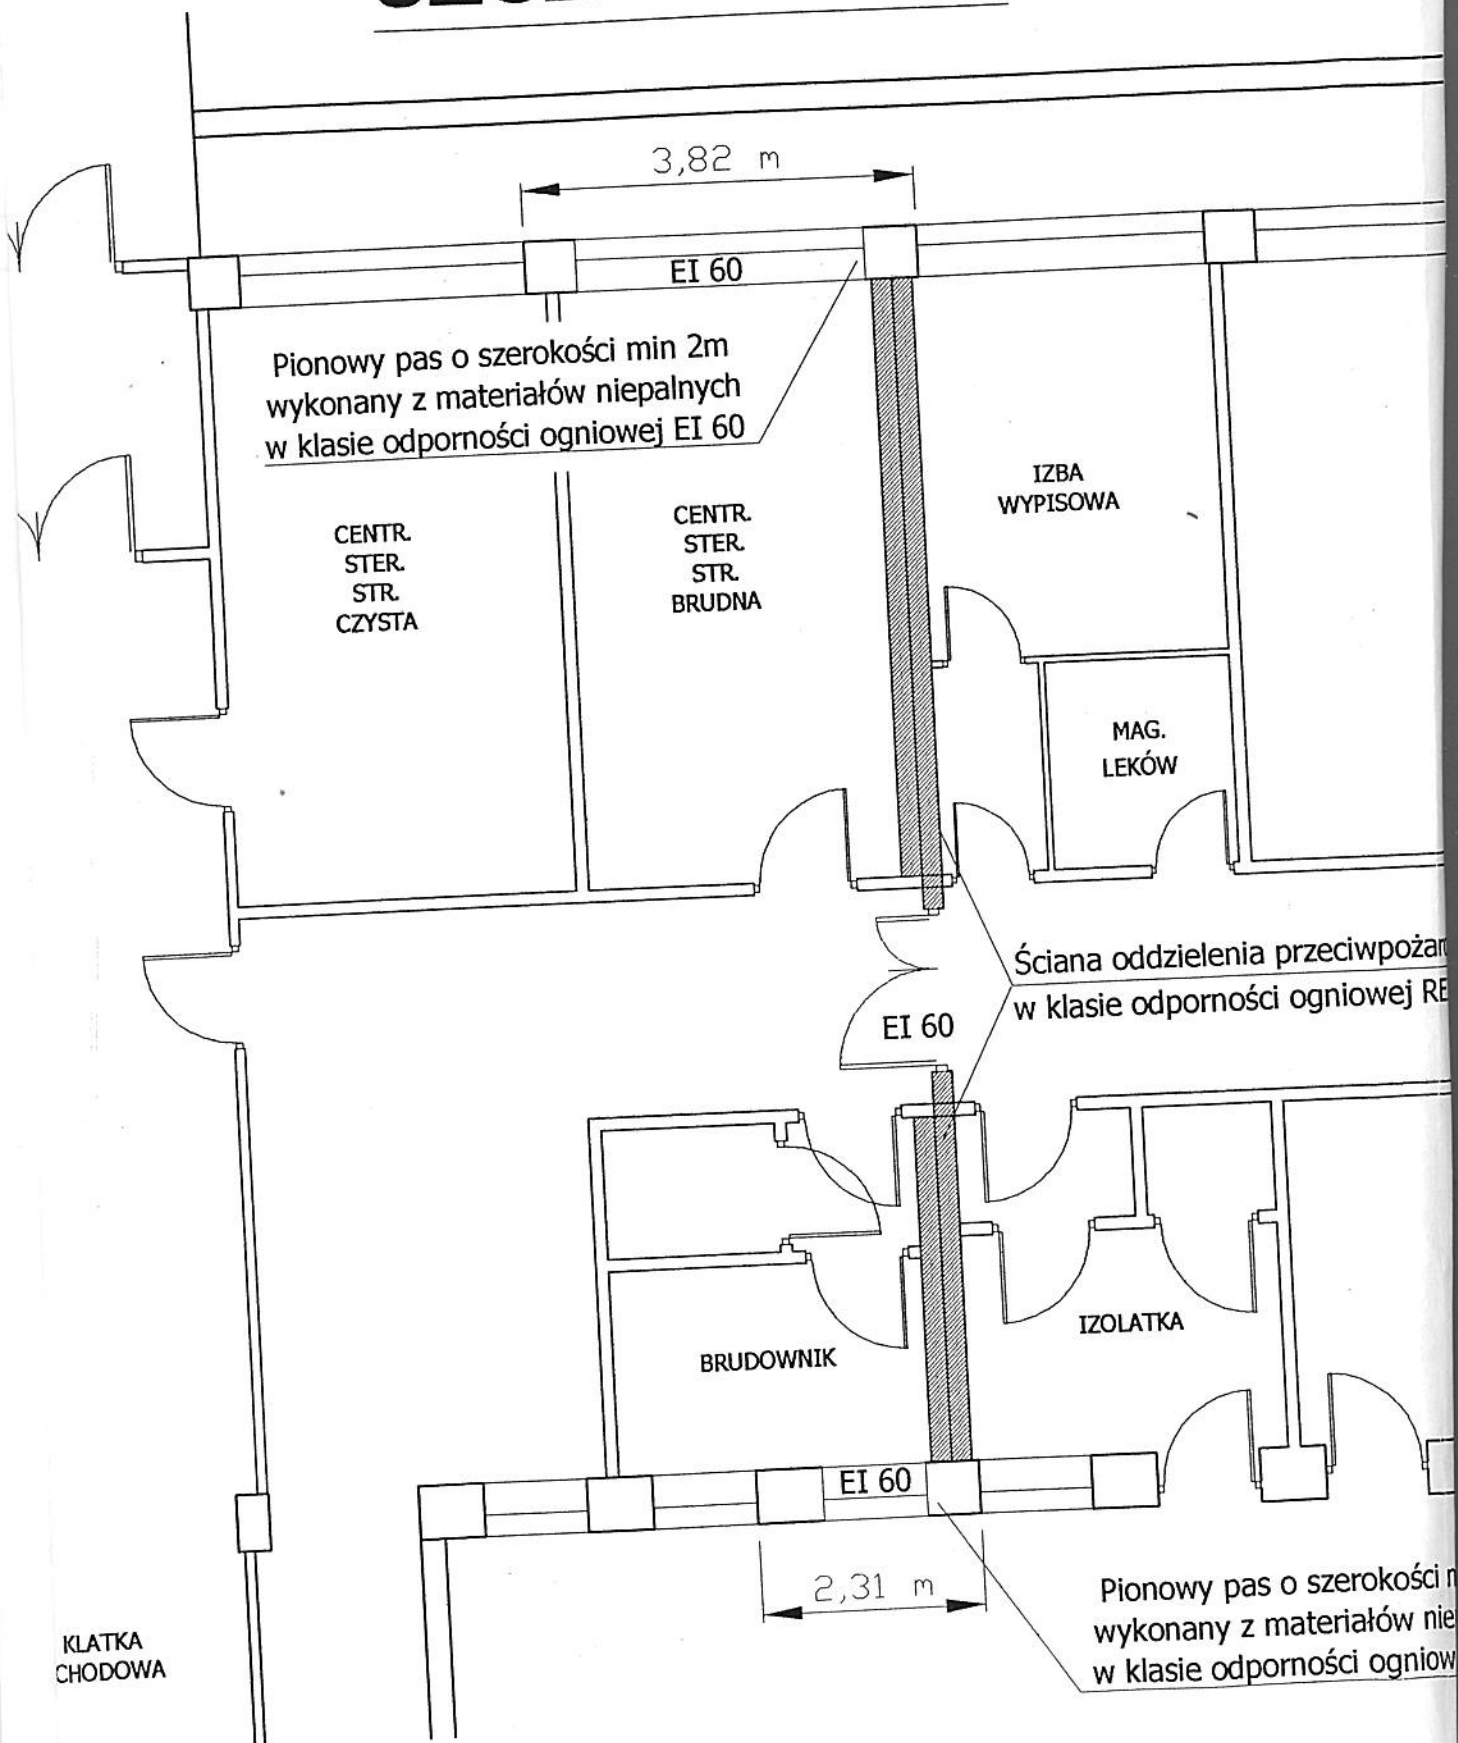 3,82 m
EI 60
Pionowy pas o szerokości min 2m
wykonany z materiałów niepalnych
w klasie odporności ogniowej EI 60
IZBA
WYPISOWA
CENTR.
STER.
STR.
CZYSTA
CENTR.
STER.
STR.
BRUDNA
MAG.
LEKÓW
Ściana oddzielenia
w klasie odporności ogniowej
EI 60
IZOLATKA
BRUDOWNIK
EI 60
2,31 m
Pionowy pas o szerokości
wykonany z materiałów
w klasie odporności
KLATKA
CHODOWA